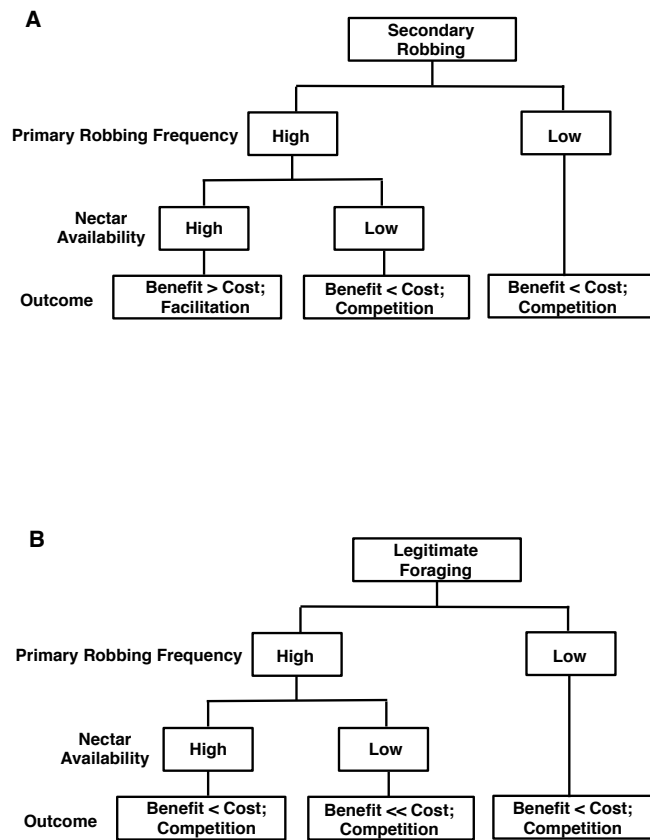 A
Secondary
Robbing
Primary Robbing Frequency
High
Low
Nectar
Availability
High
Low
Outcome
Benefit > Cost;
Facilitation
Benefit < Cost;
Competition
Benefit < Cost;
Competition
B
Legitimate
Foraging
Primary Robbing Frequency
High
Low
Nectar
Availability
High
Low
Outcome
Benefit < Cost;
Competition
Benefit << Cost;
Competition
Benefit < Cost;
Competition